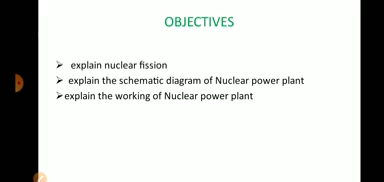 OBJECTIVES
➢ explain nuclear fission
➢ explain the schematic diagram of Nuclear power plant
➢explain the working of Nuclear power plant